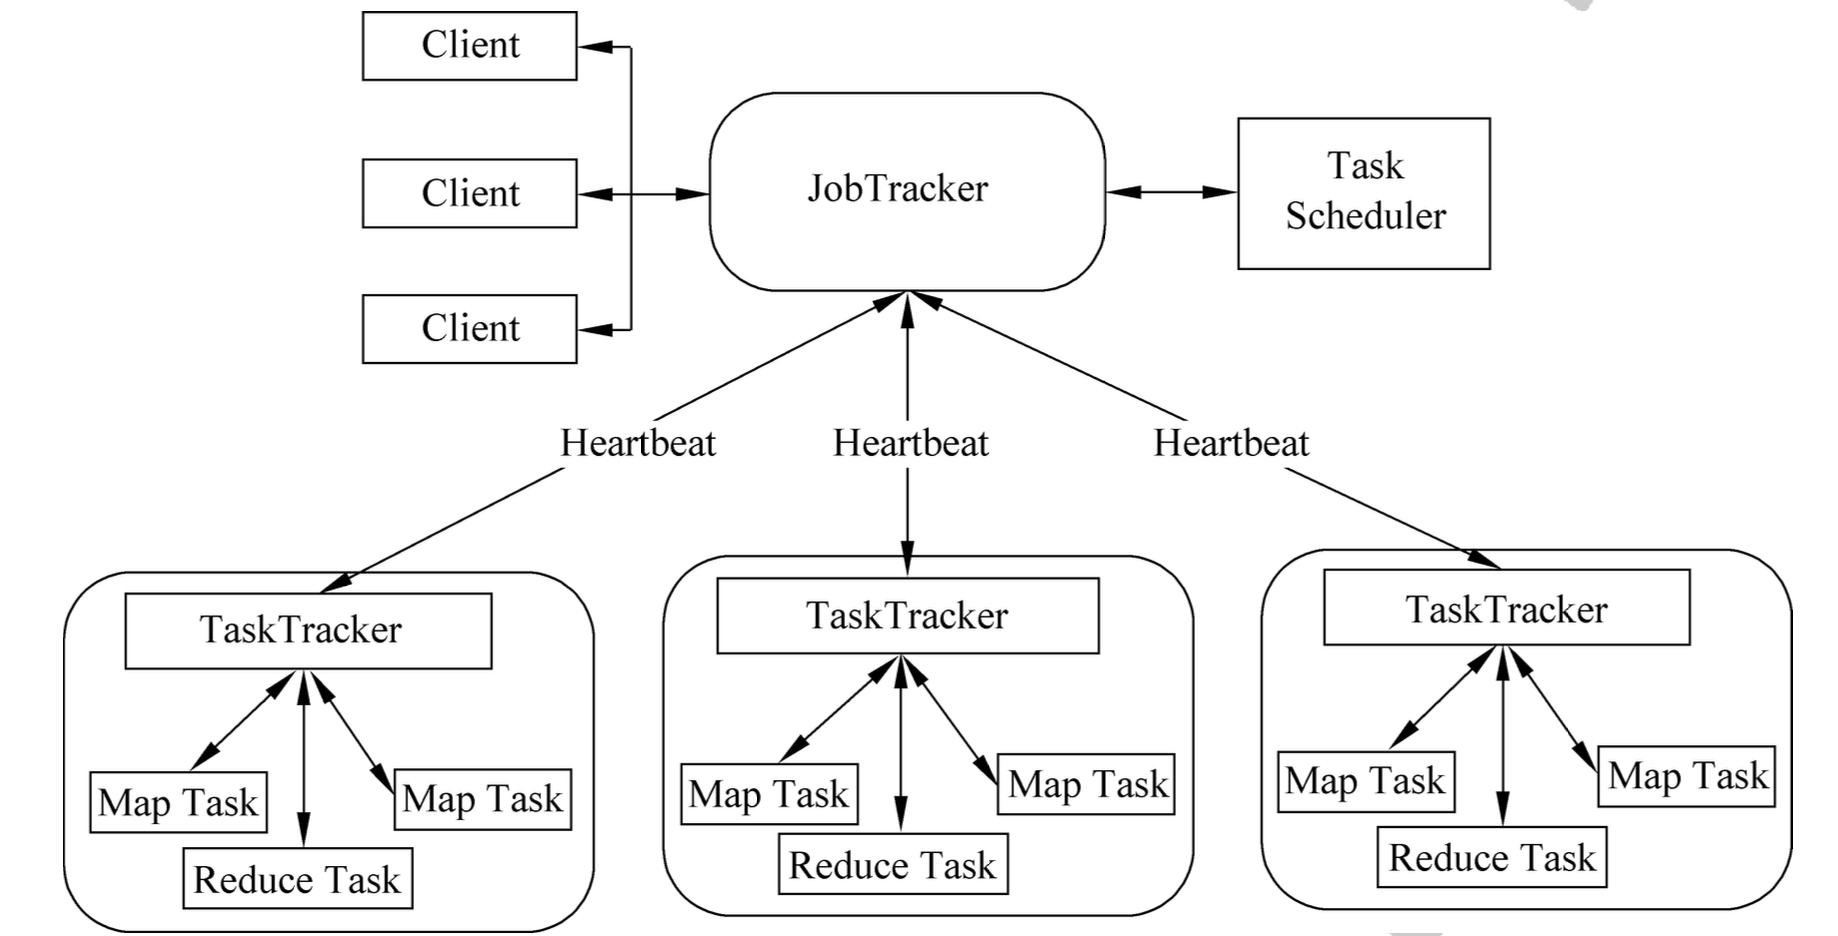 Client
Client
Client
JobTracker
Task
Scheduler
Heartbeat
Heartbeat
Heartbeat
TaskTracker
Map Task
Map Task
Reduce Task
TaskTracker
Map Task
Map Task
Reduce Task
TaskTracker
Map Task
Map Task
Reduce Task